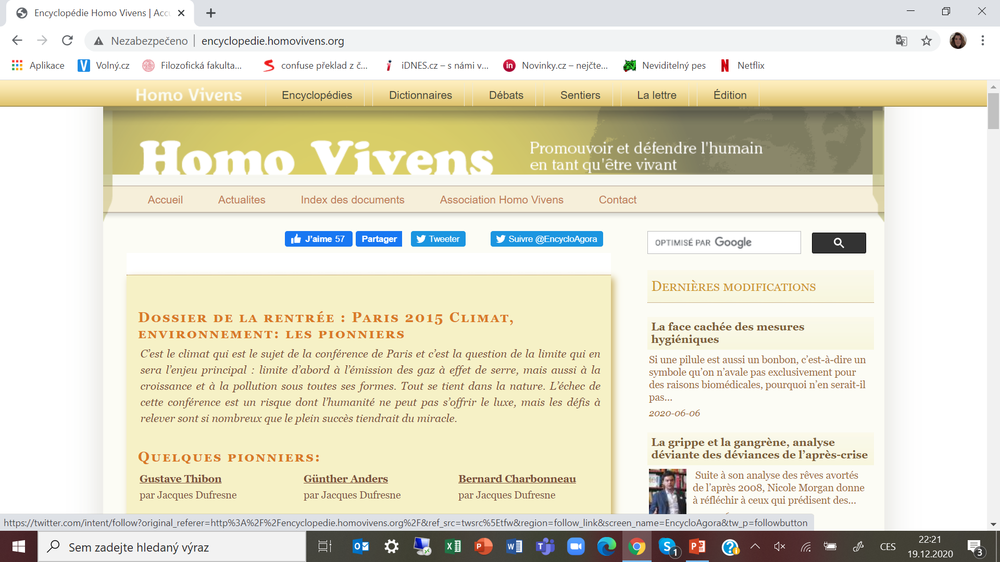 Encyclopédie Homo Vivens | Accu
Nezabezpečeno
encyclopedie.homovivens.org
Aplikace
Volný.cz
Filozofická fakulta...
confuse překlad z č...
iDNES.cz – s námi v...
Novinky.cz – nejčte...
Neviditelný pes
Netflix
Homo Vivens
Encyclopédies
Dictionnaires
Débats
Sentiers
La lettre
Édition
Homo Vivens
Promouvoir et défendre l'humain
en tant qu'être vivant
Accueil
Actualites
Index des documents
Association Homo Vivens
Contact
J'aime 57
Partager
Tweeter
Suivre @EncycloAgora
OPTIMISÉ PAR Google
Dossier de la rentrée : Paris 2015 Climat,
environnement: les pionniers
C'est le climat qui est le sujet de la conférence de Paris et c'est la question de la limite qui en
sera l'enjeu principal : limite d'abord à l'émission des gaz à effet de serre, mais aussi à la
croissance et à la pollution sous toutes ses formes. Tout se tient dans la nature. L'échec de
cette conférence est un risque dont l'humanité ne peut pas s'offrir le luxe, mais les défis à
relever sont si nombreux que le plein succès tiendrait du miracle.
Quelques pionniers:
Gustave Thibon
par Jacques Dufresne
Günther Anders
par Jacques Dufresne
Bernard Charbonneau
par Jacques Dufresne
Dernières modifications
La face cachée des mesures
hygiéniques
Si une pilule est aussi un bonbon, c'est-à-dire un
symbole qu'on n'avale pas exclusivement pour
des raisons biomédicales, pourquoi n'en serait-il
pas...
2020-06-06
La grippe et la gangrène, analyse
déviante des déviances de l'après-crise
Suite à son analyse des rêves avortés
de l'après 2008, Nicole Morgan donne
à réfléchir à ceux qui prédisent des...
https://twitter.com/intent/follow?original_referer=http%3A%2F%2Fencyclopedie.homovivens.org%2F&ref_src=twsrc%5Etfw&region=follow_link&screen_name=EncycloAgora&tw_p=followbutton
Sem zadejte hledaný výraz
1
CES
22:21
19.12.2020
3